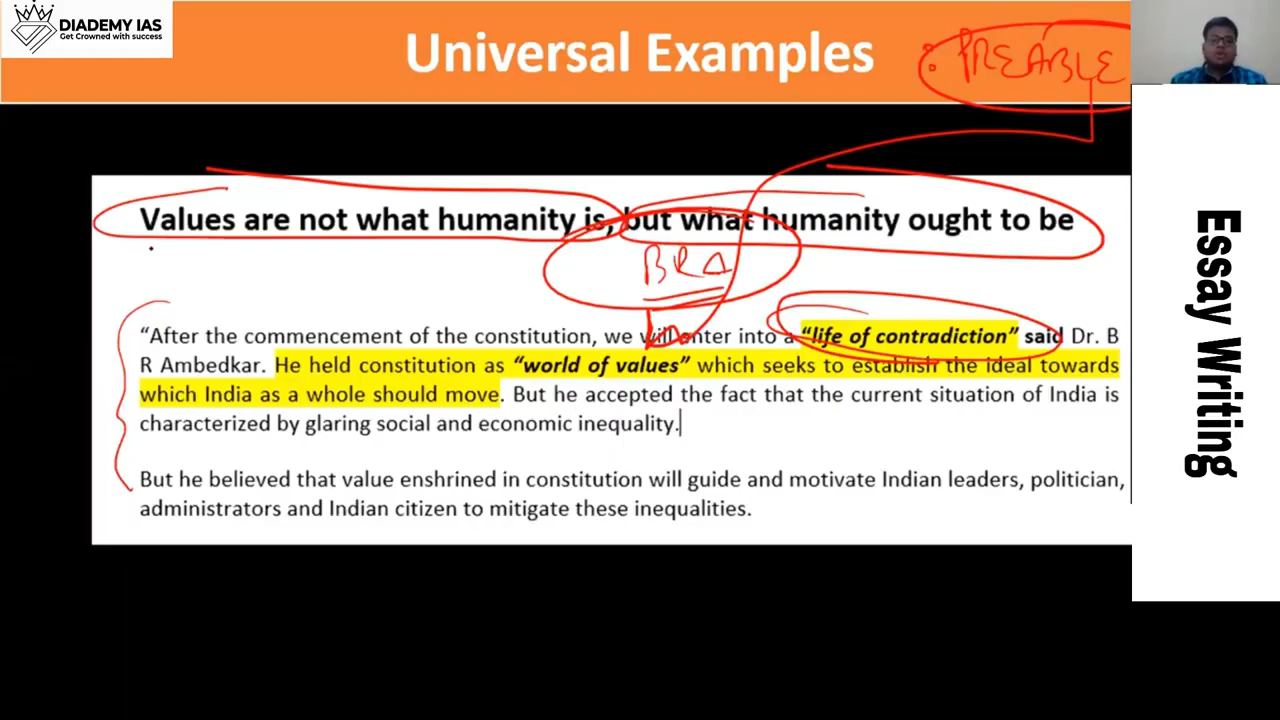 DIADEMY IAS
Get Crowned with success
Universal Examples
: PREABLE
Values are not what humanity is, but what humanity ought to be
BRA
"After the commencement of the constitution, we will enter into a "life of contradiction" said Dr. B
R Ambedkar. He held constitution as "world of values" which seeks to establish the ideal towards
which India as a whole should move. But he accepted the fact that the current situation of India is
characterized by glaring social and economic inequality.
But he believed that value enshrined in constitution will guide and motivate Indian leaders, politician,
administrators and Indian citizen to mitigate these inequalities.
Essay Writing